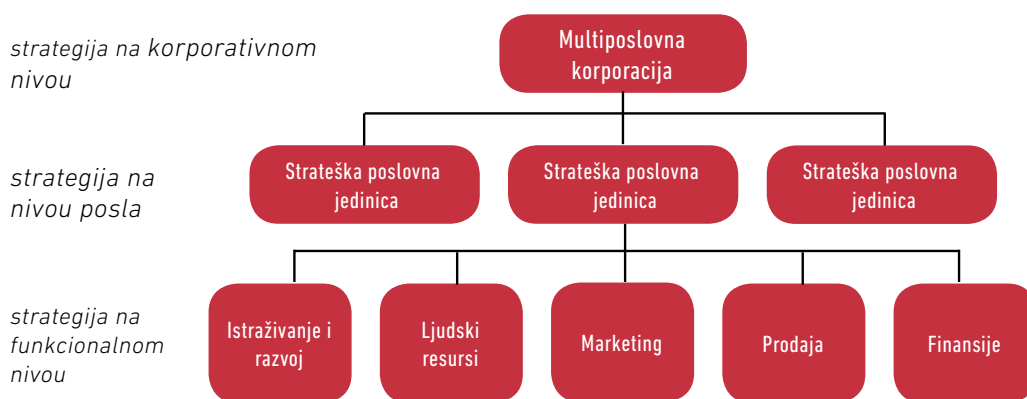 strategija na korporativnom
nivou
Multiposlovna
korporacija
strategija na
nivou posla
Strateška poslovna
jedinica
Strateška poslovna
jedinica
Strateška poslovna
jedinica
strategija na
funkcionalnom
nivou
Istraživanje i
razvoj
Ljudski
resursi
Marketing
Prodaja
Finansije